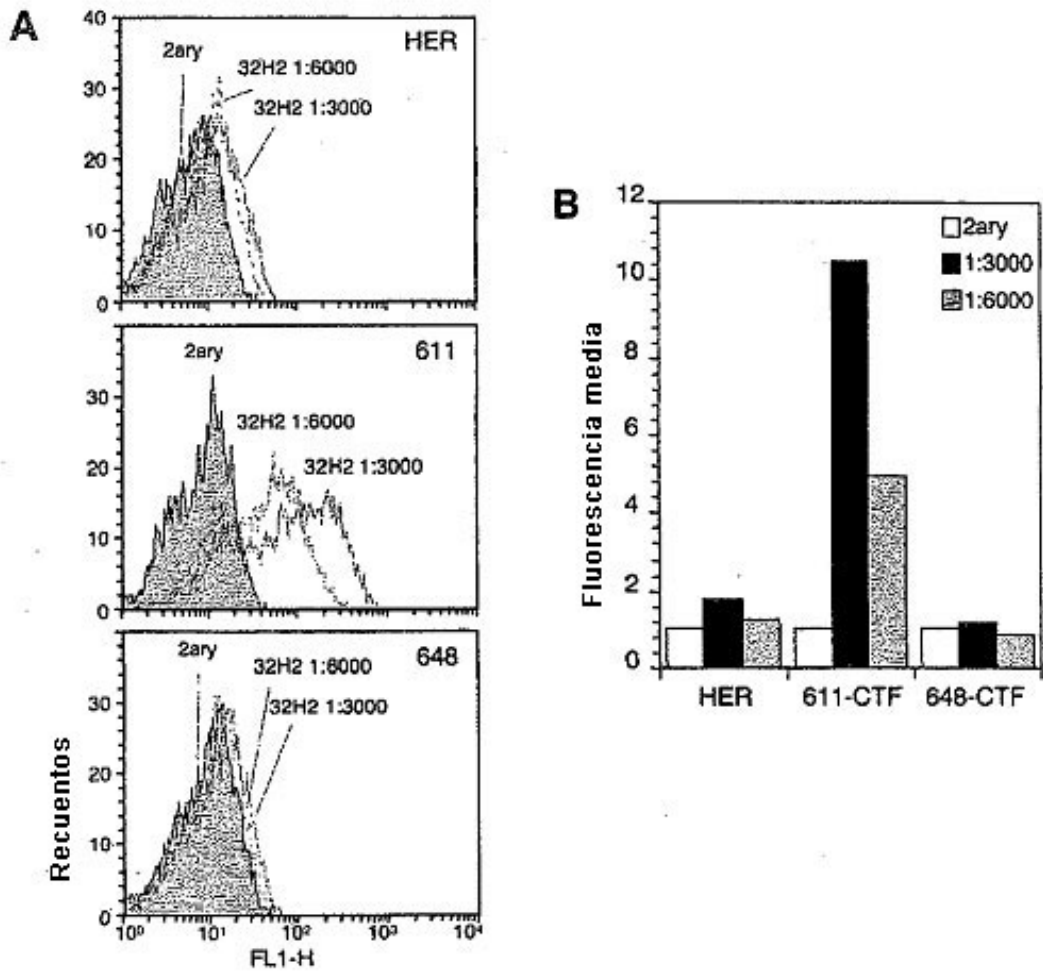 A
HER
2ary
32H2 1:6000
32H2 1:3000
40
30
20
10
0
611
2ary
32H2 1:6000
32H2 1:3000
30
20
10
0
648
2ary
32H2 1:6000
32H2 1:3000
30
20
10
0
Recuentos
10⁰ 10¹ 10² 10³ 10⁴
FL1-H
B
Fluorescencia media
12
10
8
6
4
2
0
2ary
1:3000
1:6000
HER 611-CTF 648-CTF